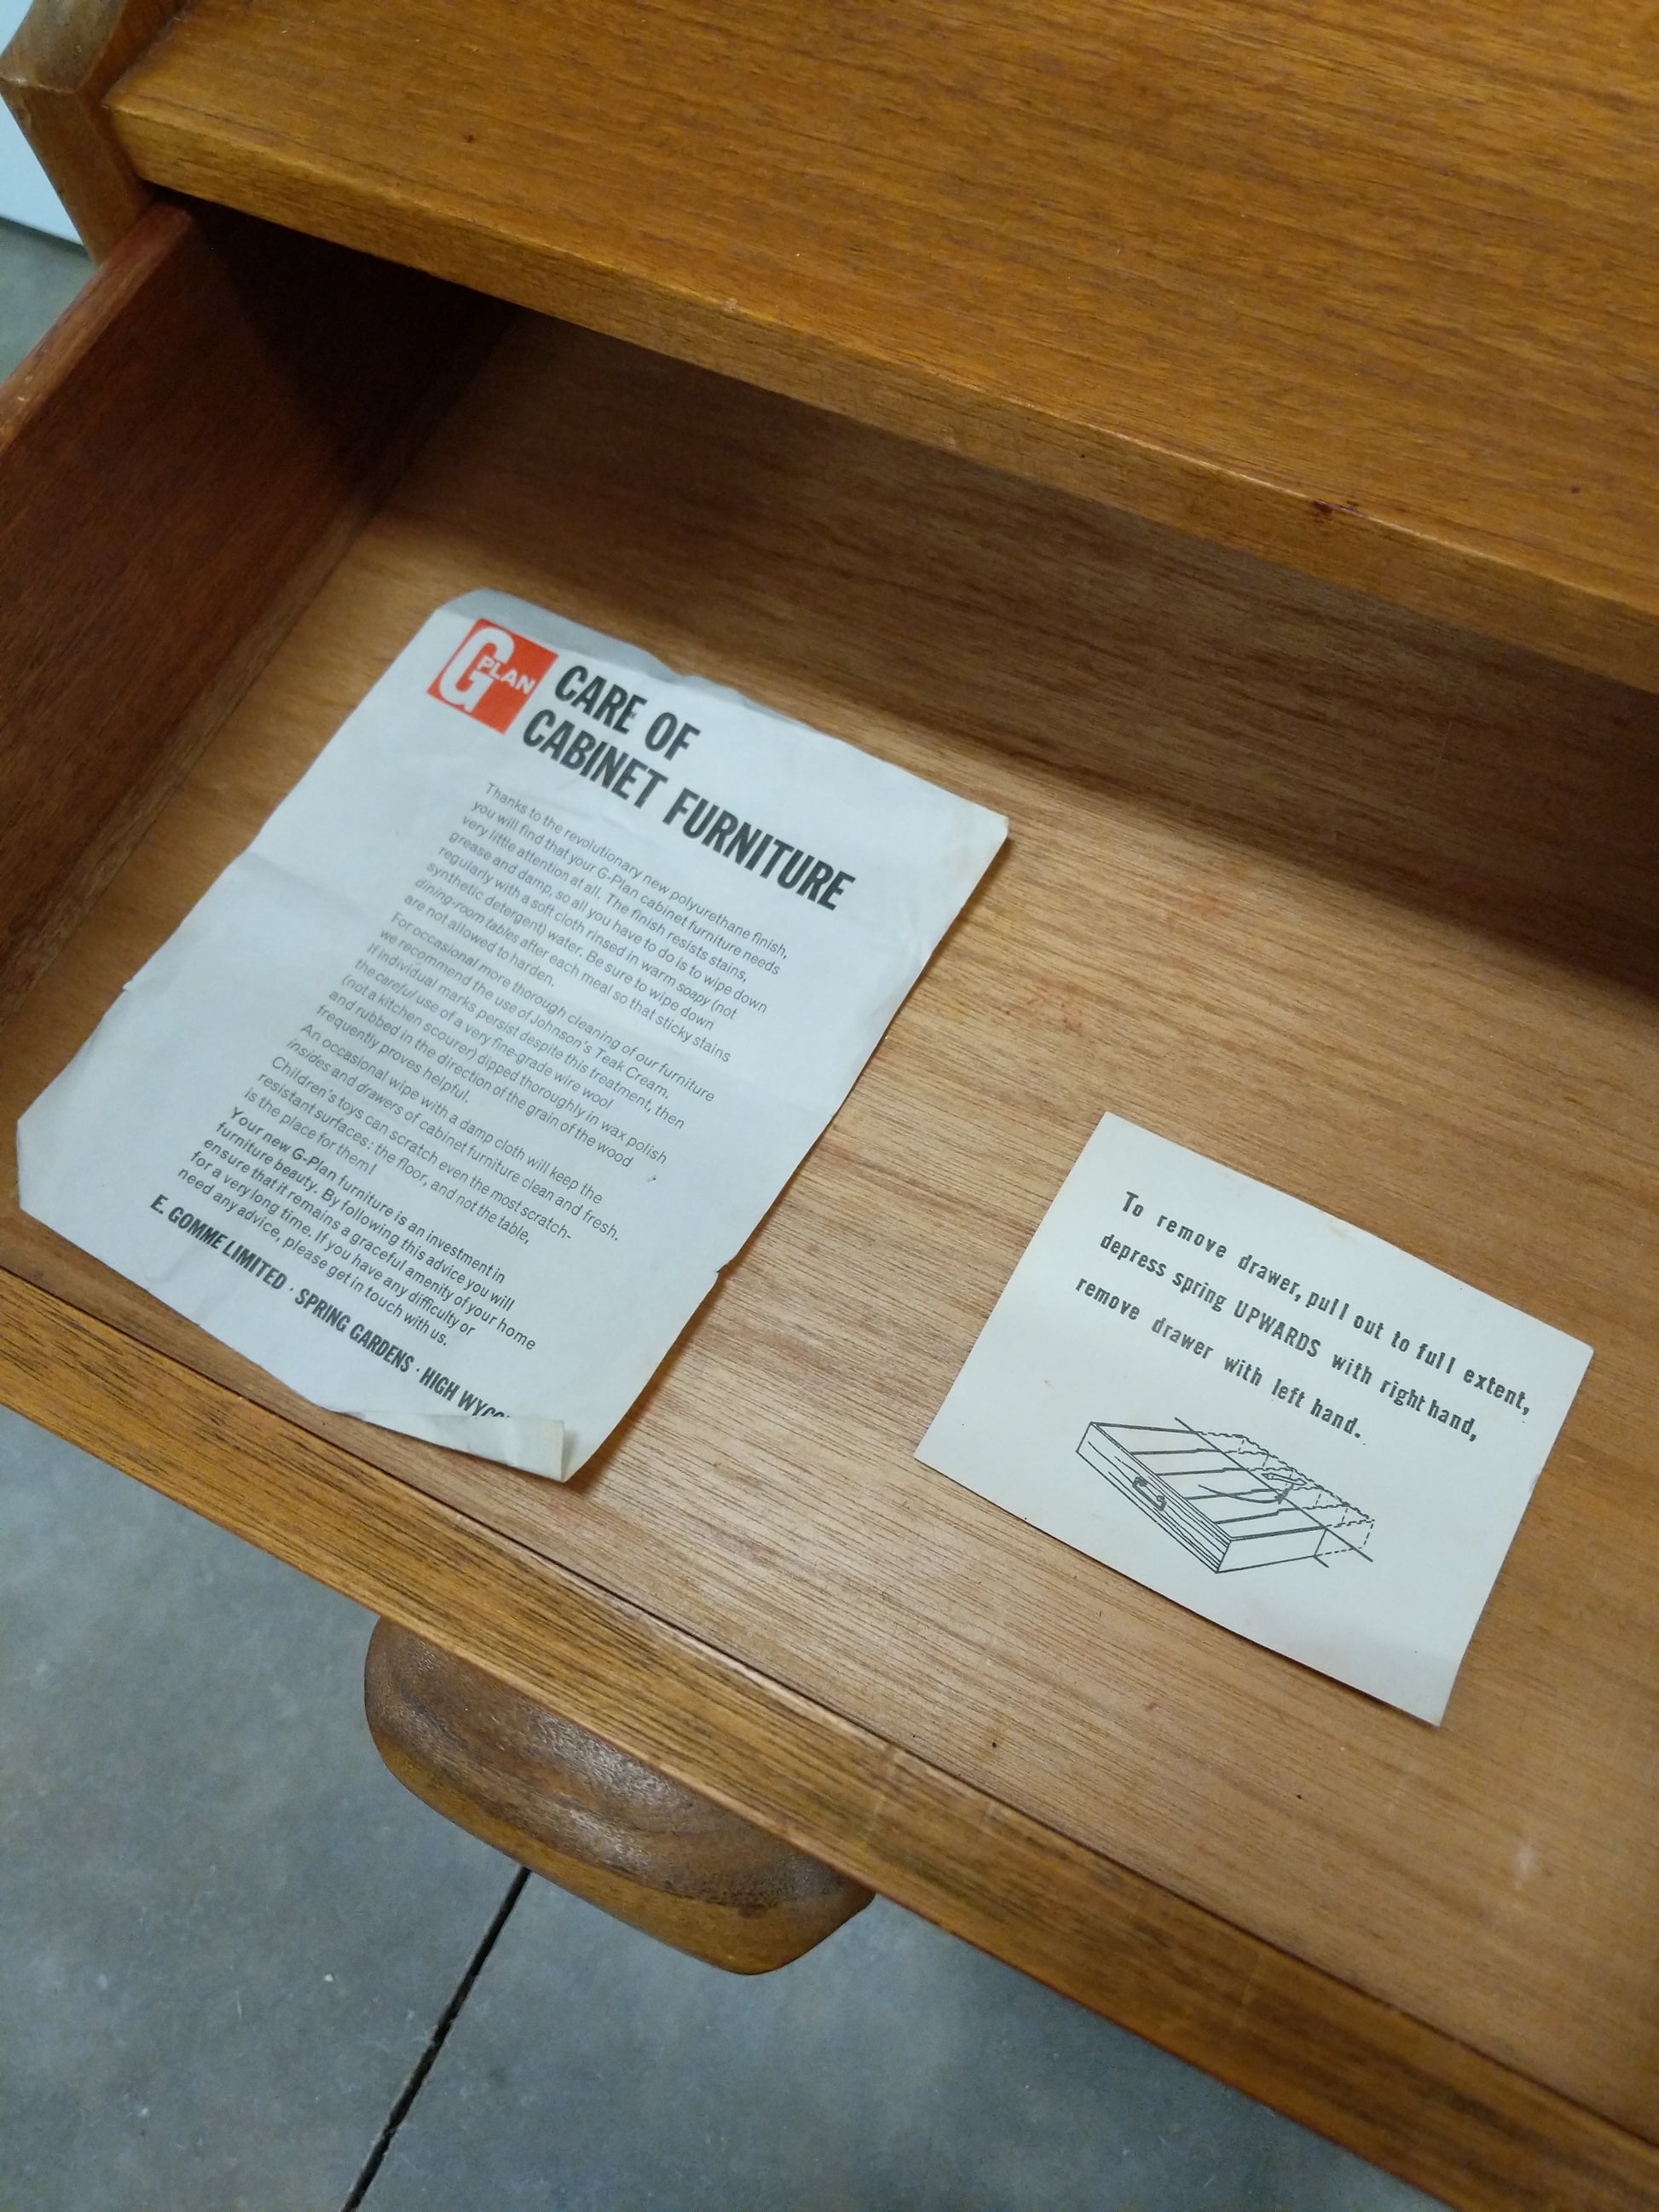 G PLAN
CARE OF
CABINET FURNITURE
Thanks to the revolutionary new polyurethane finish,
you will find that your G-Plan cabinet furniture needs
very little attention at all. The finish resists stains,
grease and damp, so all you have to do is to wipe down
regularly with a soft cloth rinsed in warm soapy (not
synthetic detergent) water. Be sure to wipe down
dining-room tables after each meal so that sticky stains
are not allowed to harden.
For occasional more thorough cleaning of our furniture
we recommend the use of Johnson's Teak Cream.
If individual marks persist despite this treatment, then
the careful use of a very fine-grade wire wool
(not a kitchen scourer) dipped thoroughly in wax polish
and rubbed in the direction of the grain of the wood
frequently proves helpful.
An occasional wipe with a damp cloth will keep the
insides and drawers of cabinet furniture clean and fresh.
Children's toys can scratch even the most scratch-
resistant surfaces: the floor, and not the table,
is the place for them!
Your new G-Plan furniture is an investment in
furniture beauty. By following this advice you will
ensure that it remains a graceful amenity of your home
for a very long time. If you have any difficulty or
need any advice, please get in touch with us.
E. GOMME LIMITED · SPRING GARDENS · HIGH
To remove drawer, pull out to full extent,
depress spring UPWARDS with right hand,
remove drawer with left hand.